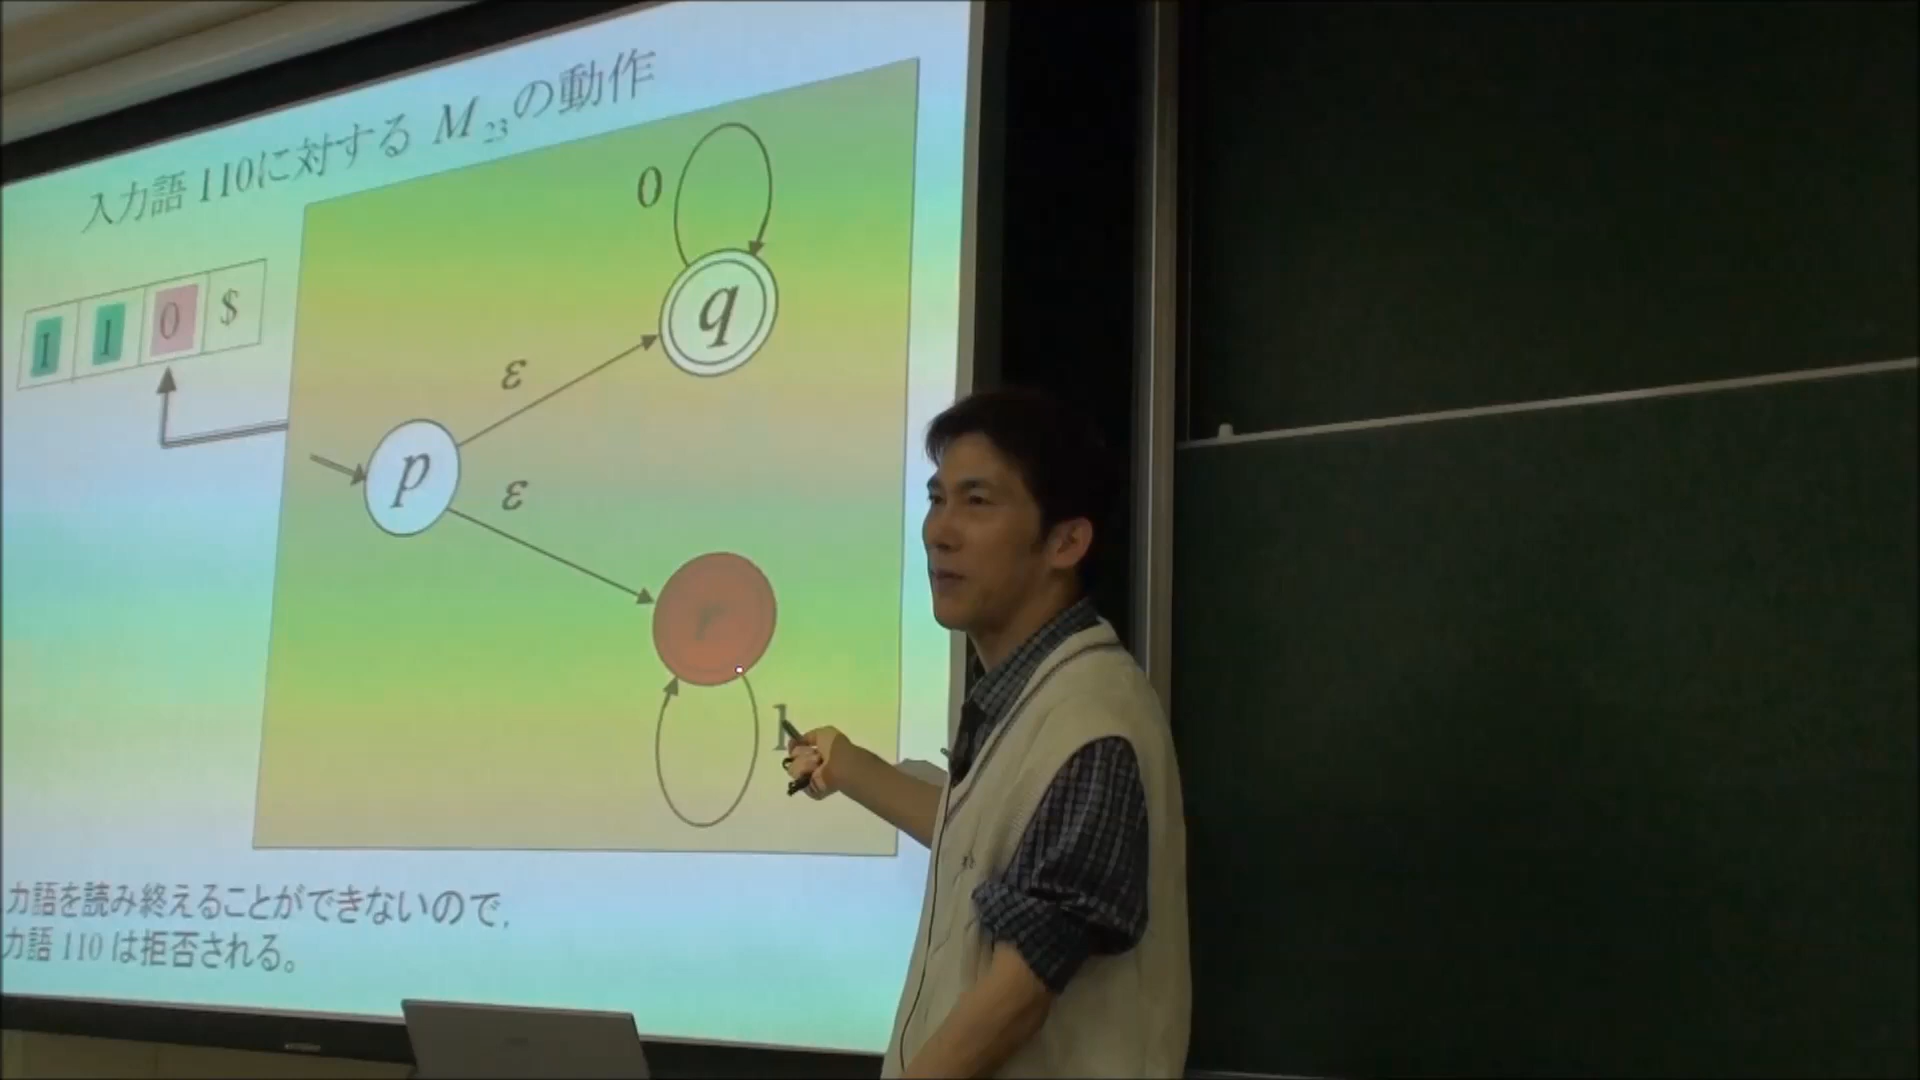 入力語 110に対する M 23の動作
1 1 0 $
0
q
ε
p
ε
r
1
力語を読み終えることができないので,
力語 110 は拒否される。